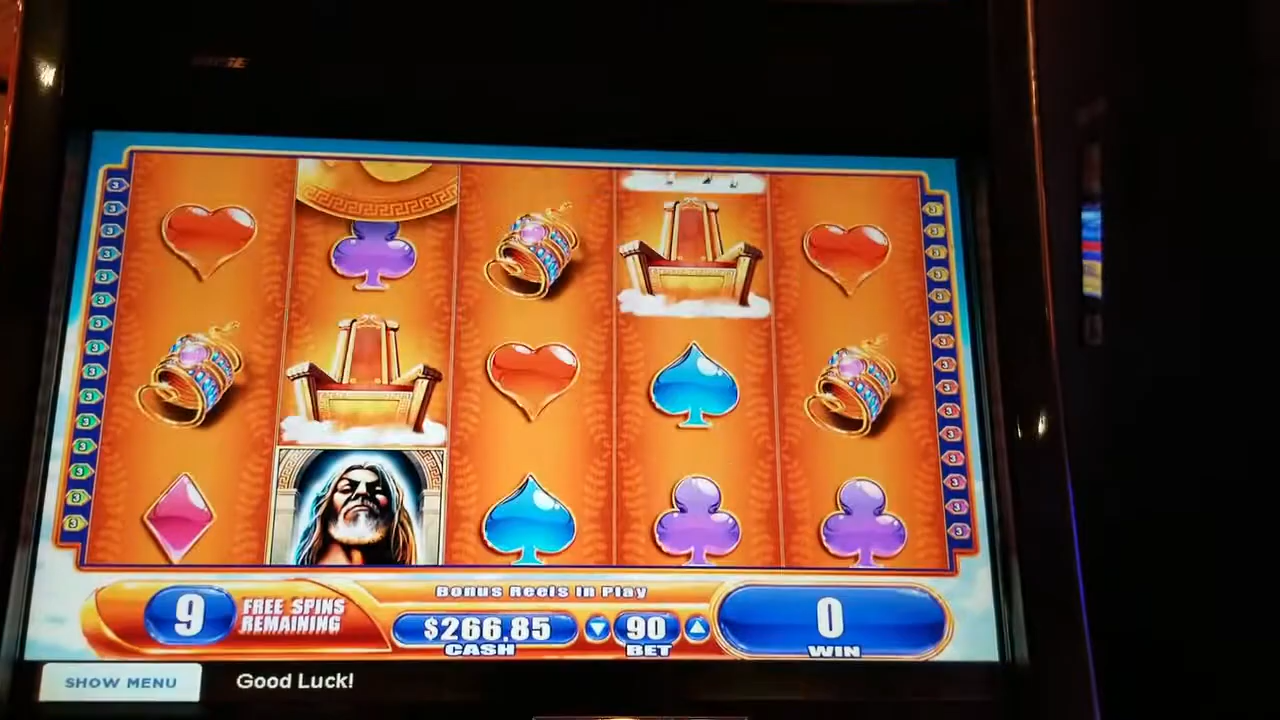 9
FREE SPINS
REMAINING
Bonus Reels In Play
$266.85
CASH
90
BET
0
WIN
SHOW MENU
Good Luck!